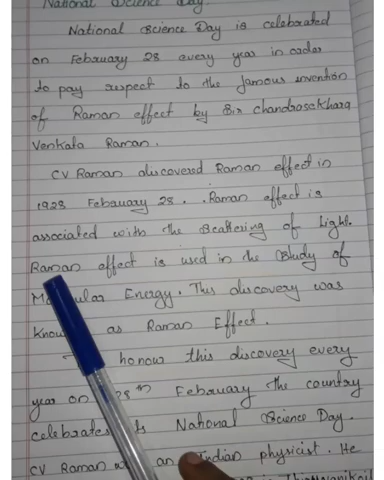 National Science Day.
National Science Day is celebrated
on February 28 every year in order
to pay respect to the famous invention
of Raman effect by Sir Chandrasekhara
Venkata Raman.
CV Raman discovered Raman effect in
1928 February 28. Raman effect is
associated with the Scattering of Light.
Raman effect is used in the Study of
Energy. This discovery was
as Raman Effect.
honour this discovery every
year on 28th February the country
celebrates National Science Day.
CV Raman an Indian physicist. He